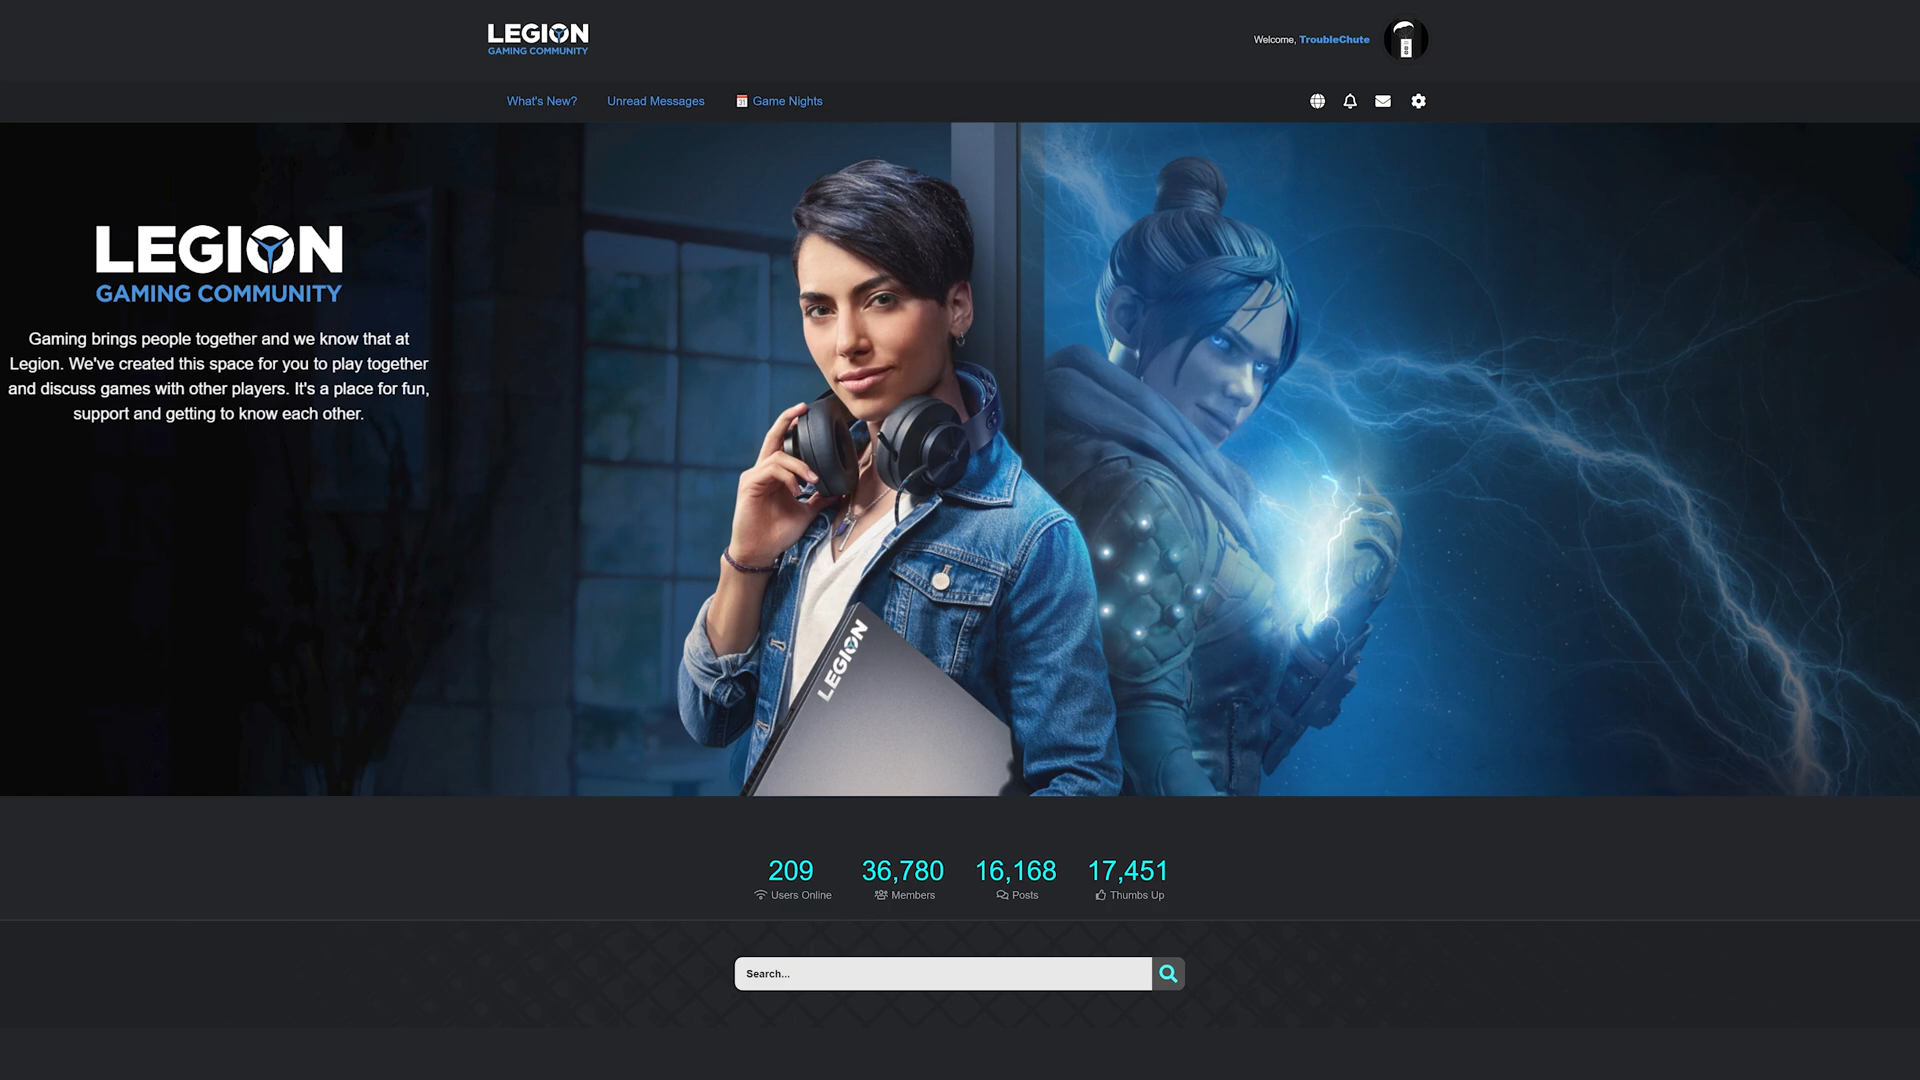 LEGION
GAMING COMMUNITY
Welcome, TroubleChute
What's New?
Unread Messages
Game Nights
LEGION
GAMING COMMUNITY
Gaming brings people together and we know that at
Legion. We've created this space for you to play together
and discuss games with other players. It's a place for fun,
support and getting to know each other.
LEGION
209
Users Online
36,780
Members
16,168
Posts
17,451
Thumbs Up
Search...